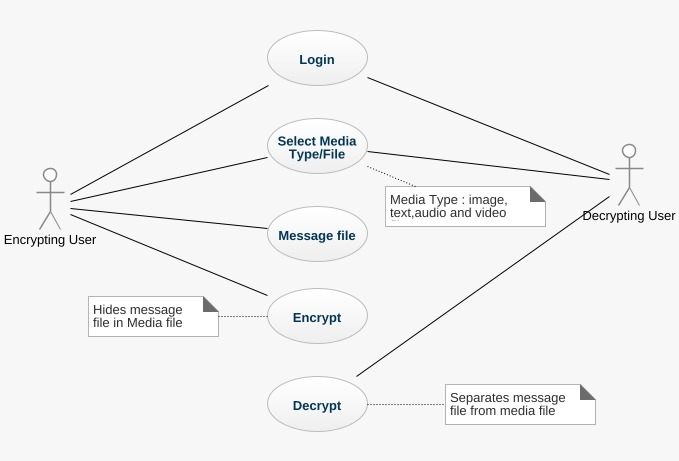 Login
Select Media
Type/File
Media Type : image,
text,audio and video
Encrypting User
Decrypting User
Message file
Hides message
file in Media file
Encrypt
Decrypt
Separates message
file from media file